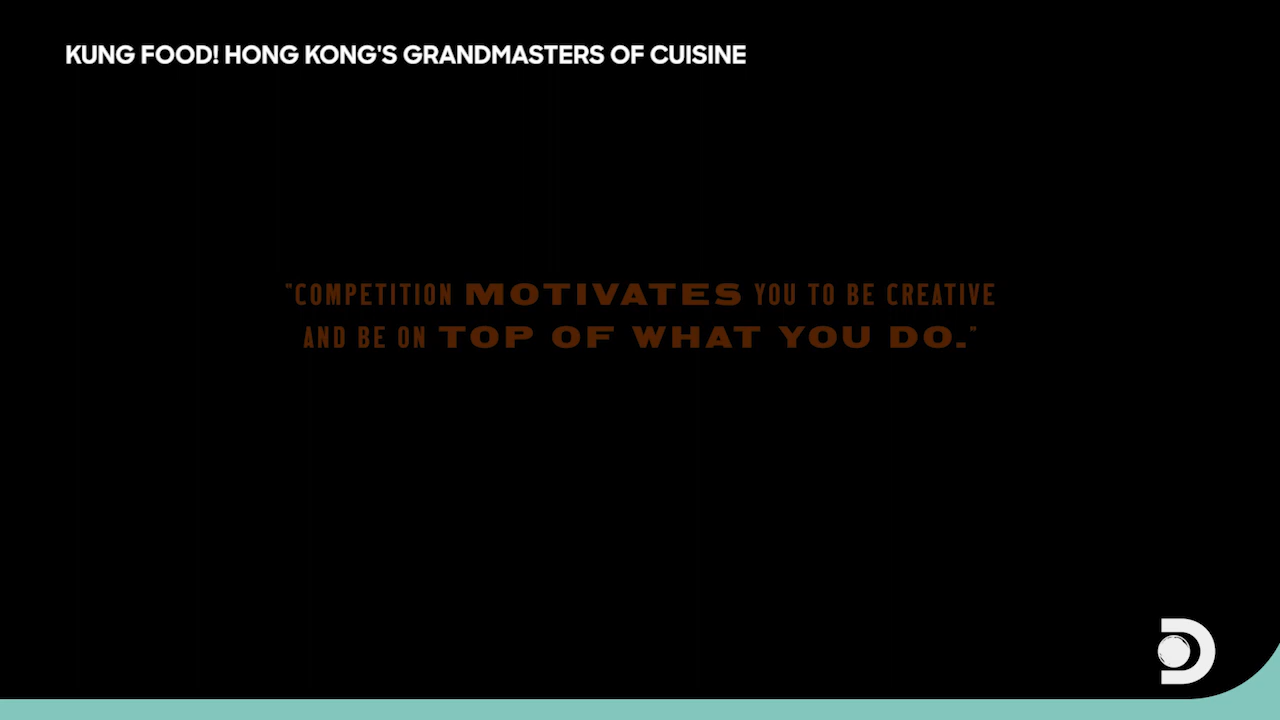 KUNG FOOD! HONG KONG'S GRANDMASTERS OF CUISINE
"COMPETITION MOTIVATES YOU TO BE CREATIVE
AND BE ON TOP OF WHAT YOU DO."